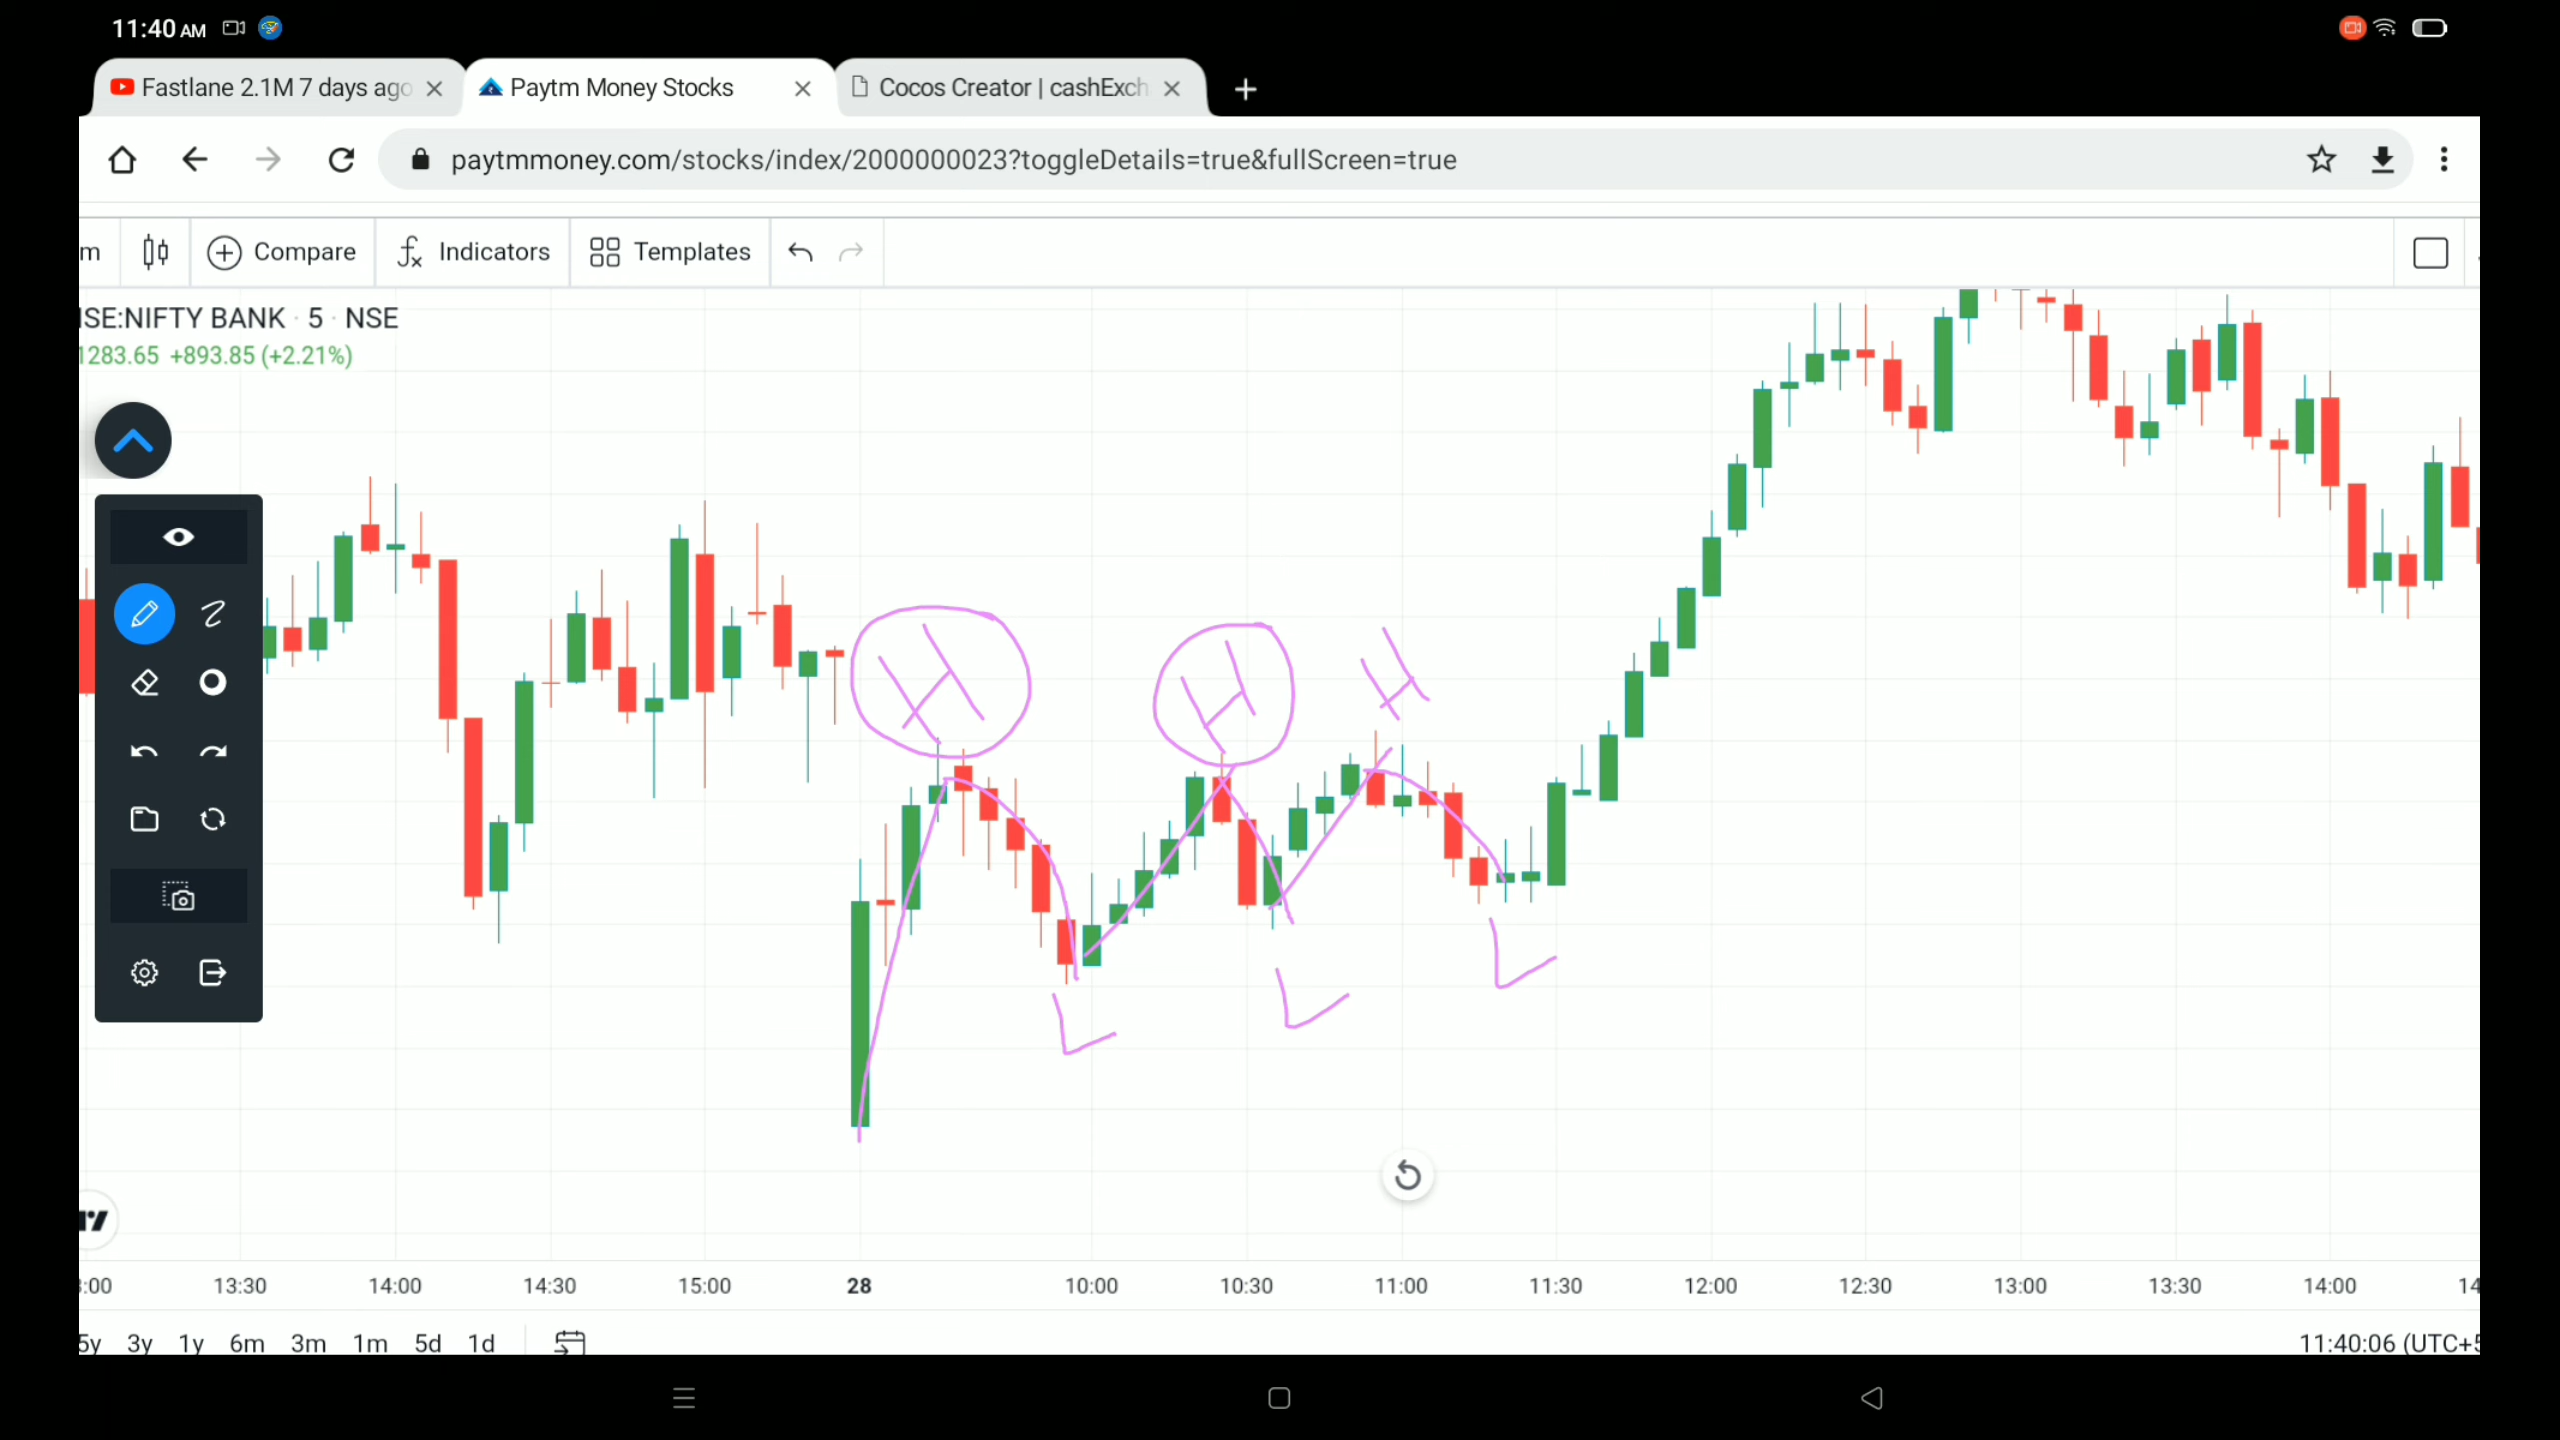 11:40 AM
Fastlane 2.1M 7 days ago
Paytm Money Stocks
Cocos Creator | cashExch
paytmmoney.com/stocks/index/2000000023?toggleDetails=true&fullScreen=true
m
Compare
Indicators
Templates
SE:NIFTY BANK · 5 · NSE
1283.65 +893.85 (+2.21%)
H
H
H
L
L
L
:00 13:30 14:00 14:30 15:00 28 10:00 10:30 11:00 11:30 12:00 12:30 13:00 13:30 14:00 14
5y 3y 1y 6m 3m 1m 5d 1d
11:40:06 (UTC+5